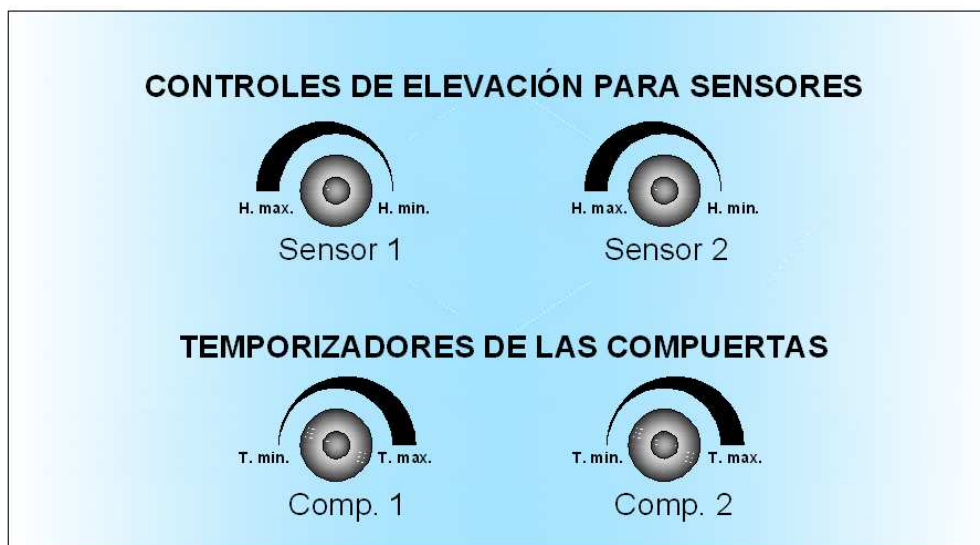 CONTROLES DE ELEVACIÓN PARA SENSORES
H. max. H. min. H. max. H. min.
Sensor 1 Sensor 2
TEMPORIZADORES DE LAS COMPUERTAS
T. min. T. max. T. min. T. max.
Comp. 1 Comp. 2